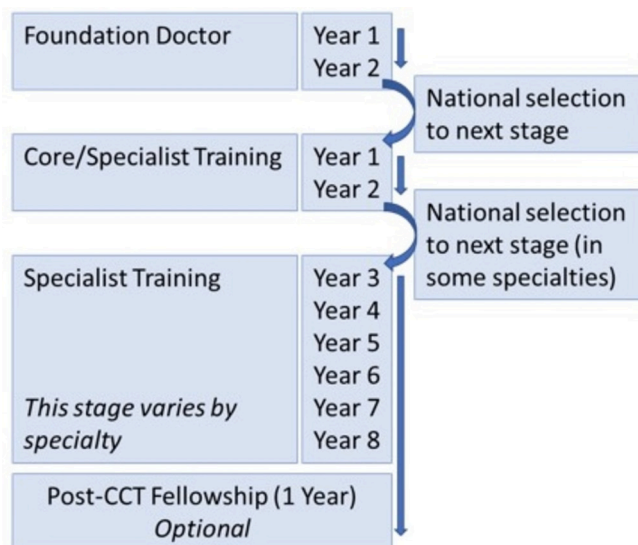 Foundation Doctor
Year 1
Year 2
National selection
to next stage
Core/Specialist Training
Year 1
Year 2
National selection
to next stage (in
some specialties)
Specialist Training
This stage varies by
specialty
Year 3
Year 4
Year 5
Year 6
Year 7
Year 8
Post-CCT Fellowship (1 Year)
Optional